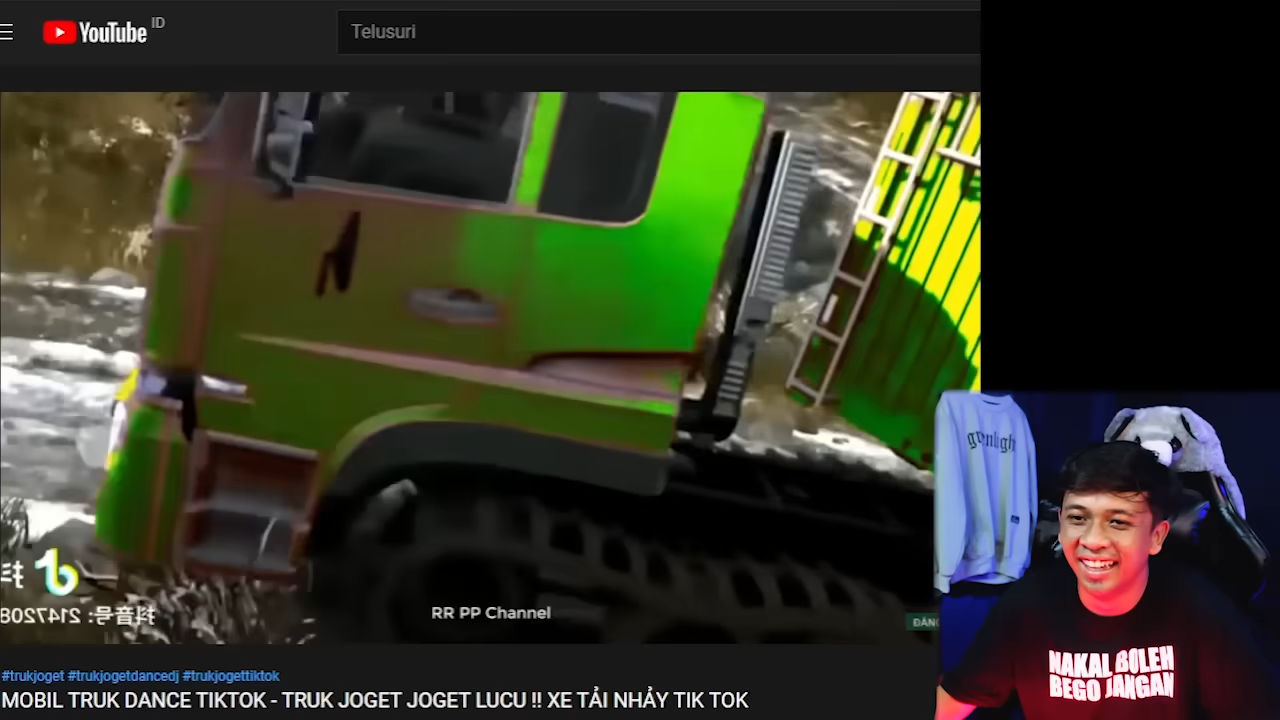 YouTube ID
Telusuri
RR PP Channel
#trukjoget #trukjogetdancedj #trukjogettiktok
MOBIL TRUK DANCE TIKTOK - TRUK JOGET JOGET LUCU !! XE TẢI NHẢY TIK TOK
NAKAL BOLEH
BEGO JANGAN